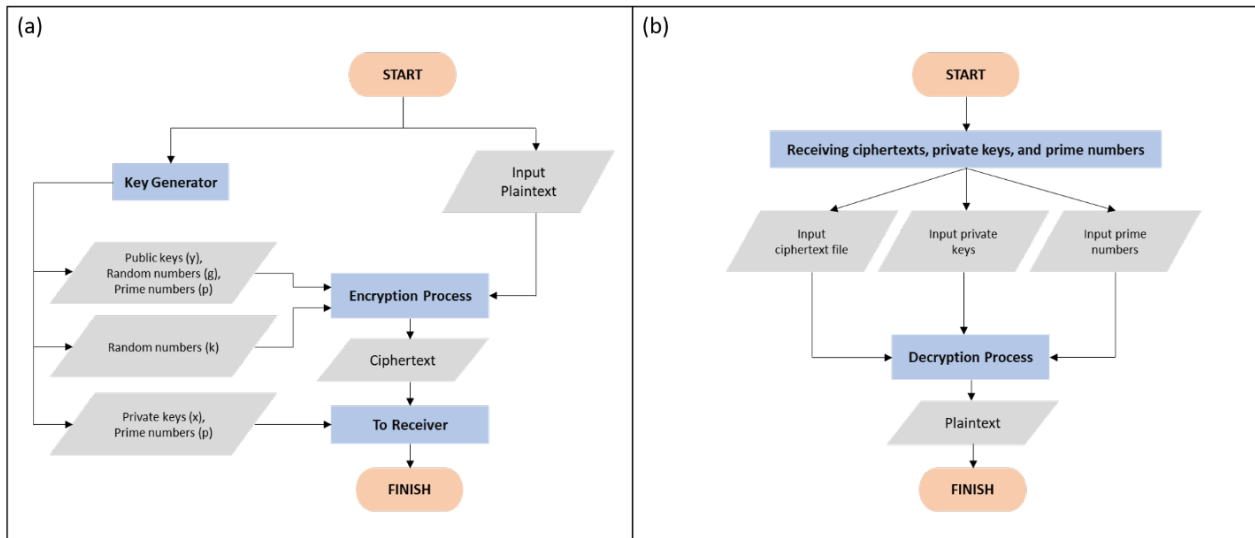 (a)
START
Key Generator
Input
Plaintext
Public keys (y),
Random numbers (g),
Prime numbers (p)
Encryption Process
Random numbers (k)
Ciphertext
Private keys (x),
Prime numbers (p)
To Receiver
FINISH
(b)
START
Receiving ciphertexts, private keys, and prime numbers
Input
ciphertext file
Input private
keys
Input prime
numbers
Decryption Process
Plaintext
FINISH